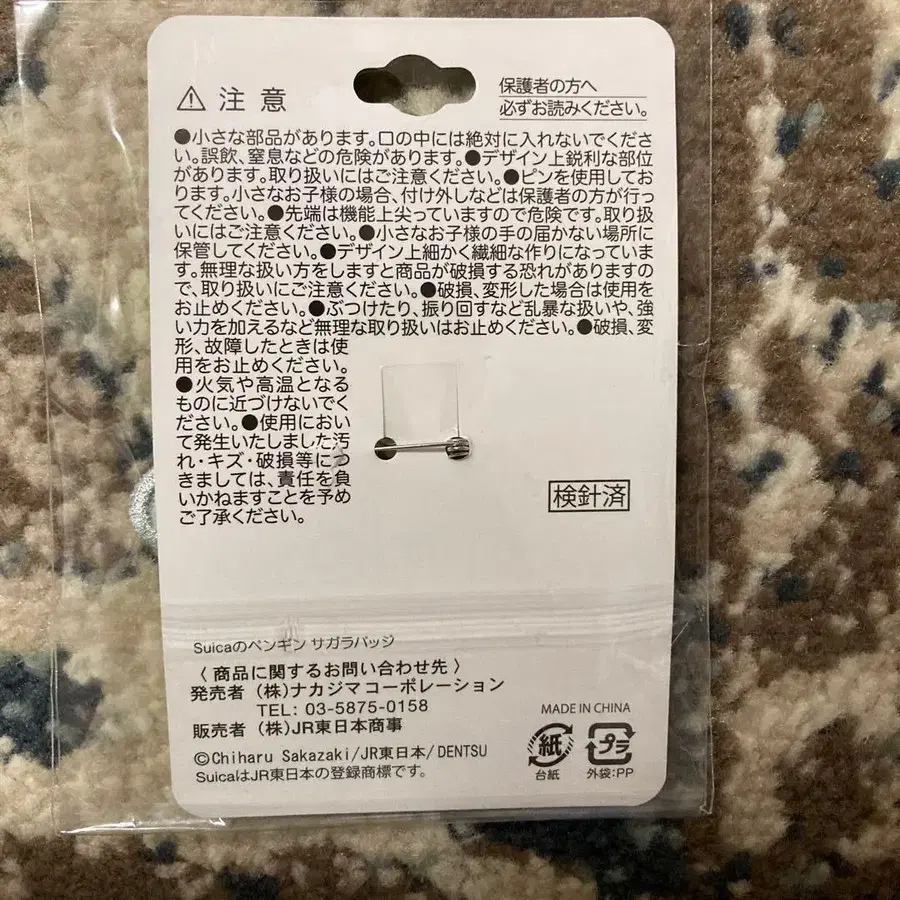 ⚠ 注意
保護者の方へ
必ずお読みください。
●小さな部品があります。口の中には絶対に入れないでくださ
い。誤飲、窒息などの危険があります。●デザイン上鋭利な部位
があります。取り扱いにはご注意ください。●ピンを使用してお
ります。小さなお子様の場合、付け外しなどは保護者の方が行っ
てください。●先端は機能上尖っていますので危険です。取り扱
いにはご注意ください。●小さなお子様の手の届かない場所に
保管してください。●デザイン上細かく繊細な作りになっていま
す。無理な扱い方をしますと商品が破損する恐れがありますの
で、取り扱いにご注意ください。●破損、変形した場合は使用を
お止めください。●ぶつけたり、振り回すなど乱暴な扱いや、強
い力を加えるなど無理な取り扱いはお止めください。●破損、変
形、故障したときは使
用をお止めください。
●火気や高温となる
ものに近づけないでく
ださい。●使用におい
て発生いたしました汚
れ・キズ・破損等につ
きましては、責任を負
いかねますことを予め
ご了承ください。
検針済
Suicaのペンギン サガラバッジ
〈商品に関するお問い合わせ先〉
発売者 (株)ナカジマコーポレーション
TEL: 03-5875-0158
販売者 (株)JR東日本商事
©Chiharu Sakazaki/JR東日本/DENTSU
SuicaはJR東日本の登録商標です。
MADE IN CHINA
紙
台紙
プラ
外袋:PP